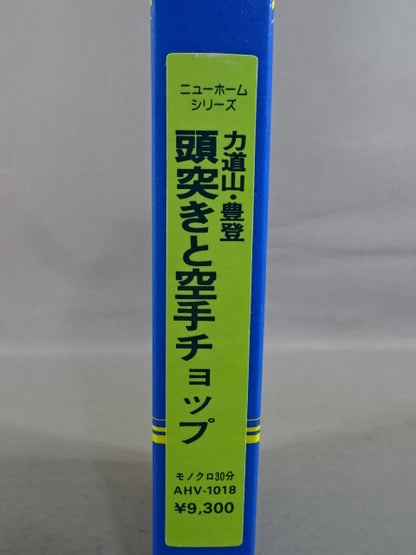 ニューホーム
シリーズ
力道山・豊登
頭突きと空手チョップ
モノクロ30分
AHV-1018
¥9,300